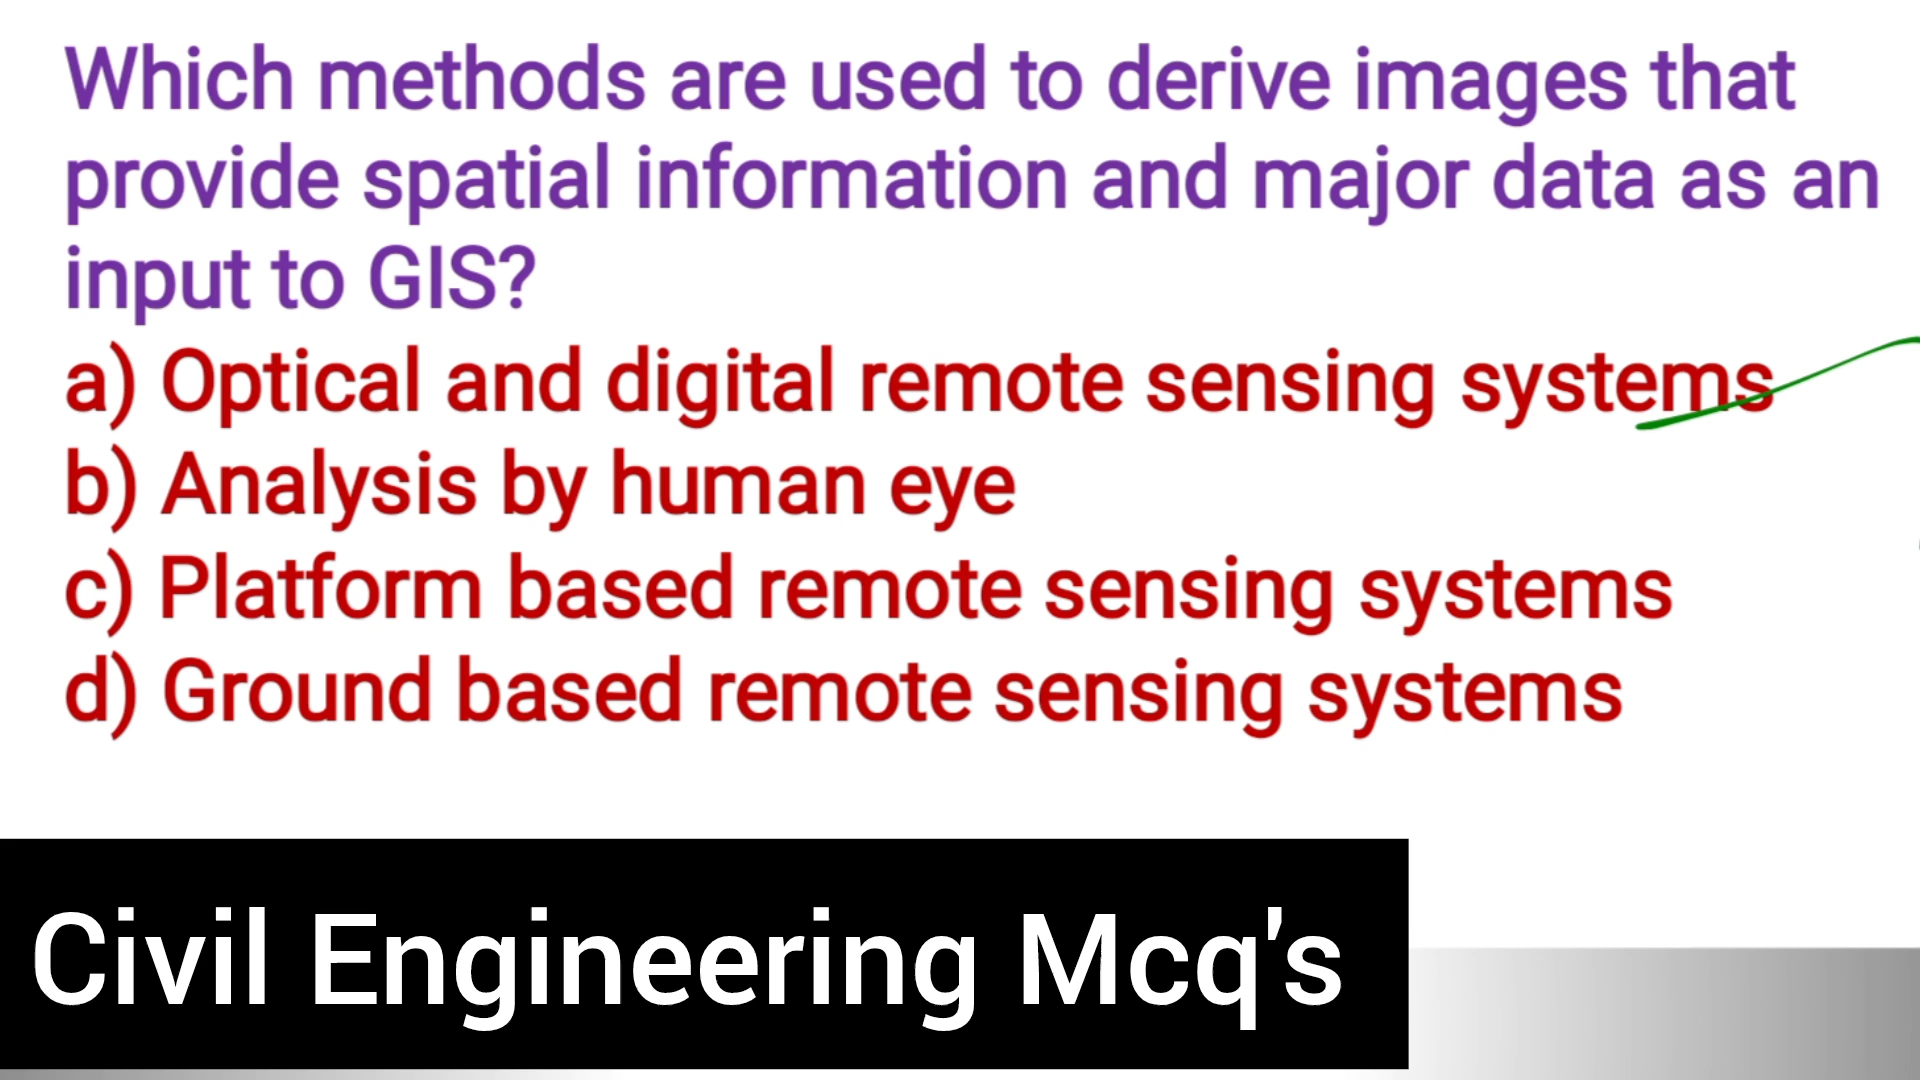 Which methods are used to derive images that
provide spatial information and major data as an
input to GIS?
a) Optical and digital remote sensing systems
b) Analysis by human eye
c) Platform based remote sensing systems
d) Ground based remote sensing systems
Civil Engineering Mcq's